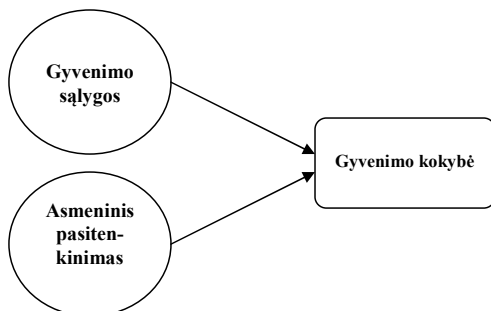 Gyvenimo
sąlygos
Gyvenimo kokybė
Asmeninis
pasiten-
kinimas